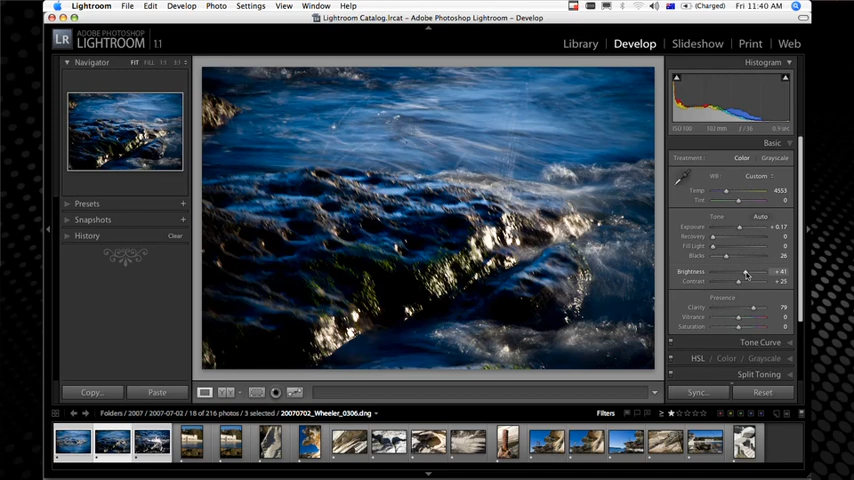 Lightroom File Edit Develop Photo Settings View Window Help (Charged) Fri 11:40 AM
Lightroom Catalog.lrcat - Adobe Photoshop Lightroom - Develop
LR ADOBE PHOTOSHOP LIGHTROOM 1.1
Library | Develop | Slideshow | Print | Web
Navigator FIT FILL 1:1 1:3
Histogram
ISO 100 102 mm f / 36 0.9 sec
Basic
Treatment: Color Grayscale
WB: Custom
Temp 4553
Tint 0
Tone Auto
Exposure + 0.17
Recovery 0
Fill Light 0
Blacks 26
Brightness + 41
Contrast + 25
Presence
Clarity 79
Vibrance 0
Saturation 0
Tone Curve
HSL / Color / Grayscale
Split Toning
Presets +
Snapshots +
History Clear
Copy... Paste
Sync... Reset
Folders / 2007 / 2007-07-02 / 18 of 216 photos / 3 selected / 20070702_Wheeler_0306.dng
Filters